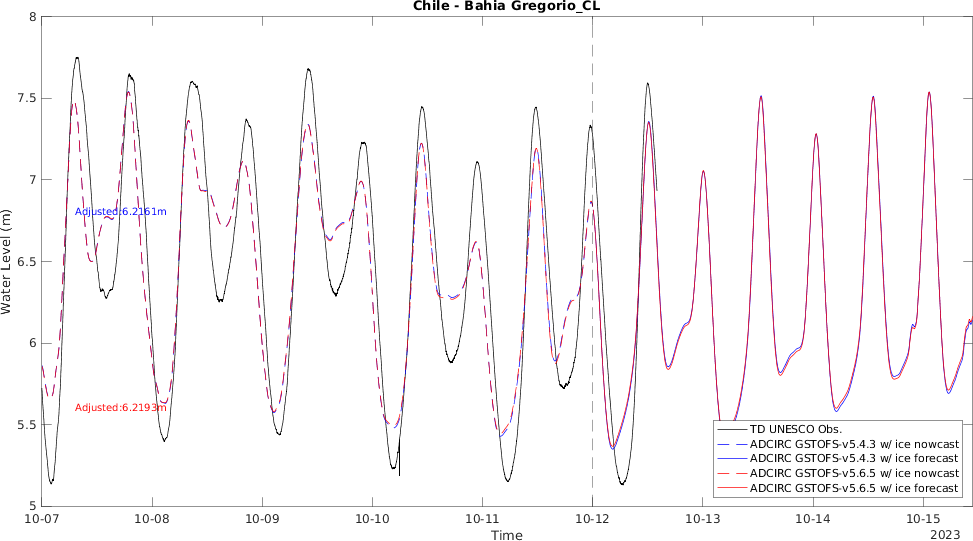 Chile - Bahia Gregorio_CL
8
7.5
7
6.5
6
5.5
5
Water Level (m)
Adjusted:6.2161m
Adjusted:6.2193m
TD UNESCO Obs.
ADCIRC GSTOFS-v5.4.3 w/ ice nowcast
ADCIRC GSTOFS-v5.4.3 w/ ice forecast
ADCIRC GSTOFS-v5.6.5 w/ ice nowcast
ADCIRC GSTOFS-v5.6.5 w/ ice forecast
10-07 10-08 10-09 10-10 10-11 10-12 10-13 10-14 10-15
Time
2023